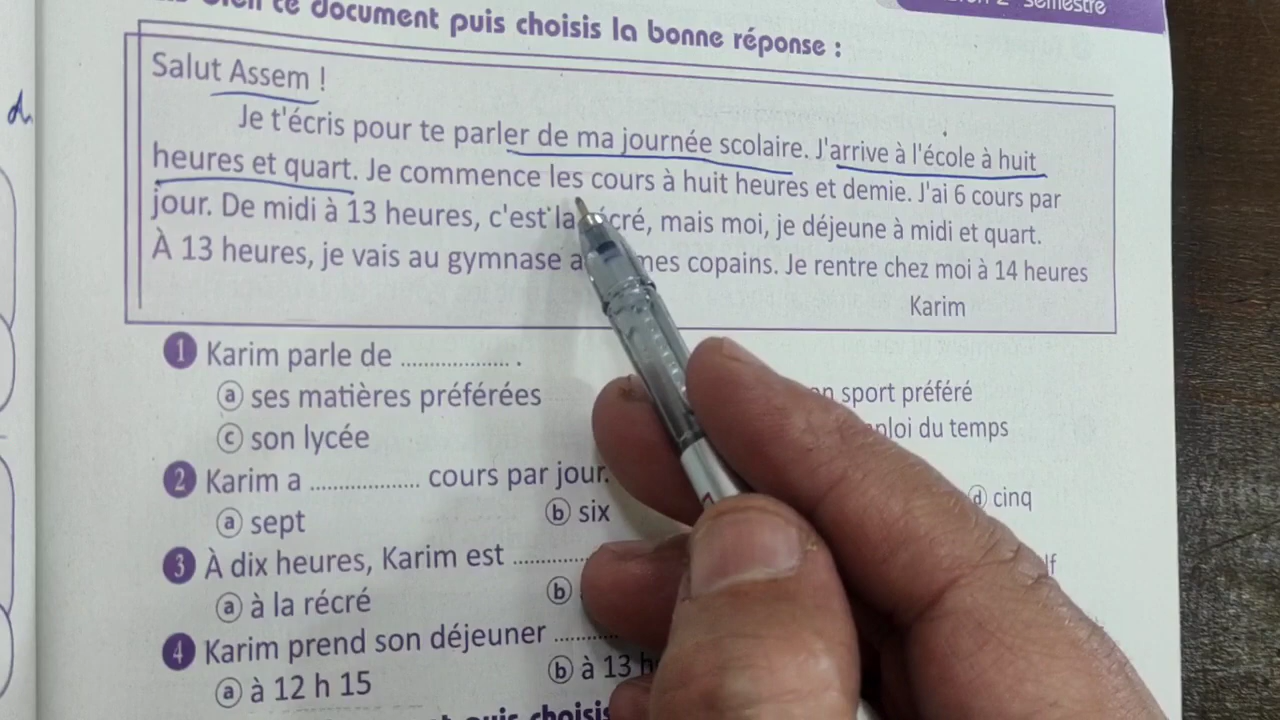 ce document puis choisis la bonne réponse :
semestre
Salut Assem !
Je t'écris pour te parler de ma journée scolaire. J'arrive à l'école à huit
heures et quart. Je commence les cours à huit heures et demie. J'ai 6 cours par
jour. De midi à 13 heures, c'est la récré, mais moi, je déjeune à midi et quart.
À 13 heures, je vais au gymnase mes copains. Je rentre chez moi à 14 heures
Karim
1 Karim parle de .................... .
a ses matières préférées
sport préféré
c son lycée
du temps
2 Karim a .................... cours par jour.
a sept
b six
d cinq
3 À dix heures, Karim est .............
a à la récré
b
4 Karim prend son déjeuner ...........
a à 12 h 15
b à 13 h
puis choisis